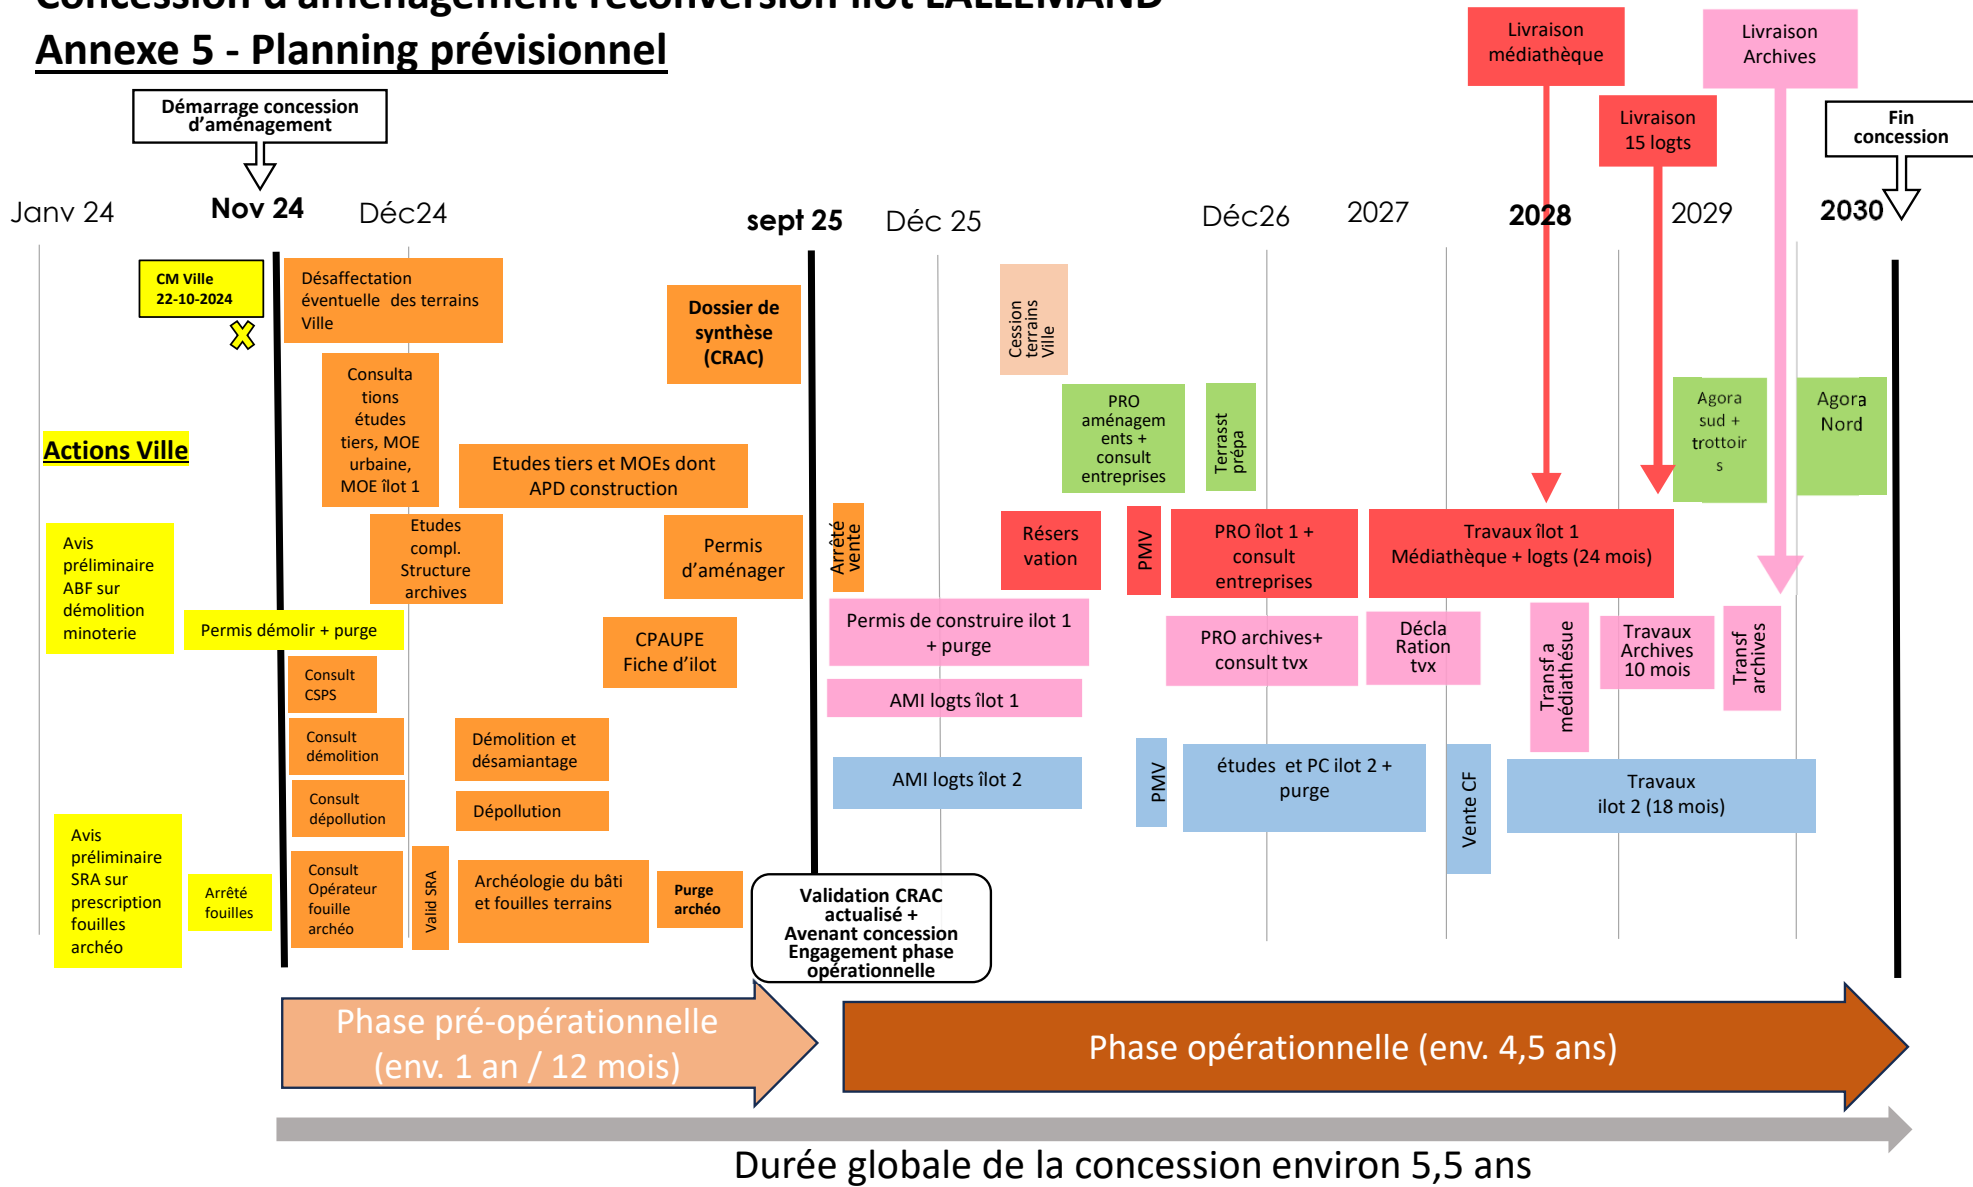 Concession d'aménagement reconversion îlot LALLEMAND
Annexe 5 - Planning prévisionnel
Démarrage concession
d'aménagement
Livraison
médiathèque
Livraison
15 logts
Livraison
Archives
Fin
concession
Janv 24
Nov 24
Déc24
sept 25
Déc 25
Déc26
2027
2028
2029
2030
CM Ville
22-10-2024
Désaffectation
éventuelle des terrains
Ville
Dossier de
synthèse
(CRAC)
Cession
terrains
Ville
Consulta
tions
études
tiers, MOE
urbaine,
MOE îlot 1
PRO
aménagem
ents +
consult
entreprises
Terrasst
prépa
Agora
sud +
trottoir
s
Agora
Nord
Actions Ville
Etudes tiers et MOEs dont
APD construction
Avis
préliminaire
ABF sur
démolition
minoterie
Etudes
compl.
Structure
archives
Permis
d'aménager
Arrêté
vente
Résers
vation
PMV
PRO îlot 1 +
consult
entreprises
Travaux îlot 1
Médiathèque + logts (24 mois)
Permis démolir + purge
CPAUPE
Fiche d'ilot
Permis de construire ilot 1
+ purge
PRO archives+
consult tvx
Décla
Ration
tvx
Transf a
médiathésue
Travaux
Archives
10 mois
Transf
archives
Consult
CSPS
AMI logts îlot 1
Consult
démolition
Démolition et
désamiantage
AMI logts îlot 2
PMV
études et PC ilot 2 +
purge
Vente CF
Travaux
ilot 2 (18 mois)
Consult
dépollution
Dépollution
Avis
préliminaire
SRA sur
prescription
fouilles
archéo
Arrêté
fouilles
Consult
Opérateur
fouille
archéo
Valid SRA
Archéologie du bâti
et fouilles terrains
Purge
archéo
Validation CRAC
actualisé +
Avenant concession
Engagement phase
opérationnelle
Phase pré-opérationnelle
(env. 1 an / 12 mois)
Phase opérationnelle (env. 4,5 ans)
Durée globale de la concession environ 5,5 ans